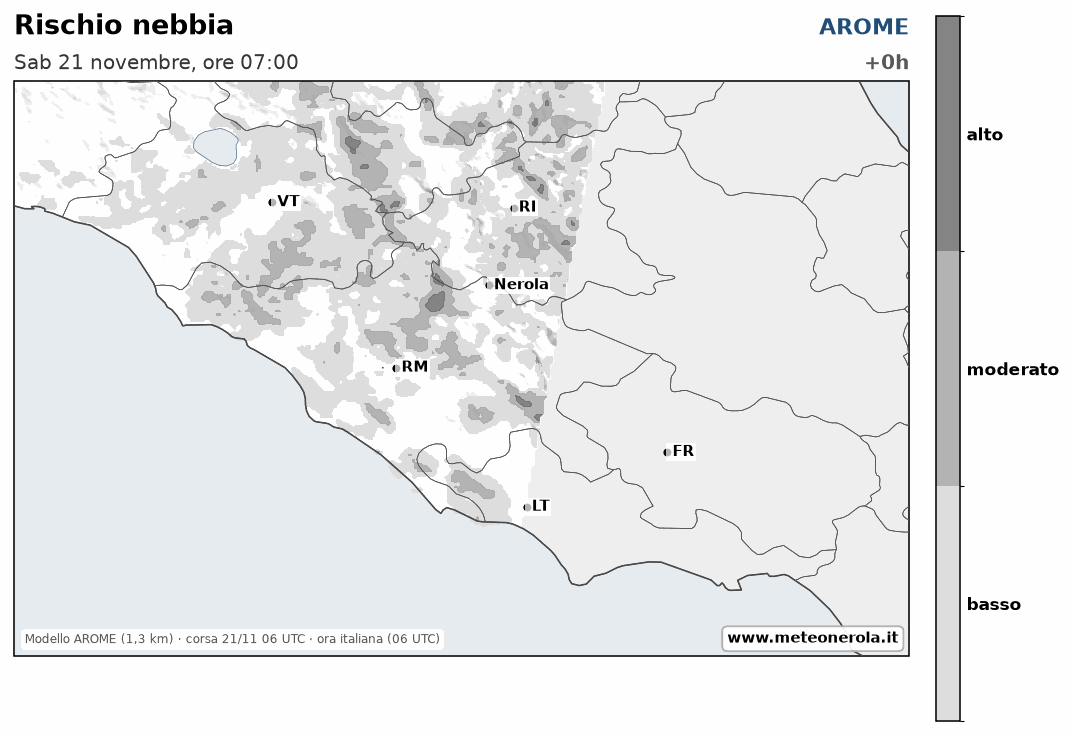 Rischio nebbia
AROME
Sab 21 novembre, ore 07:00
+0h
alto
VT
RI
Nerola
RM
moderato
FR
LT
basso
Modello AROME (1,3 km) · corsa 21/11 06 UTC · ora italiana (06 UTC)
www.meteonerola.it